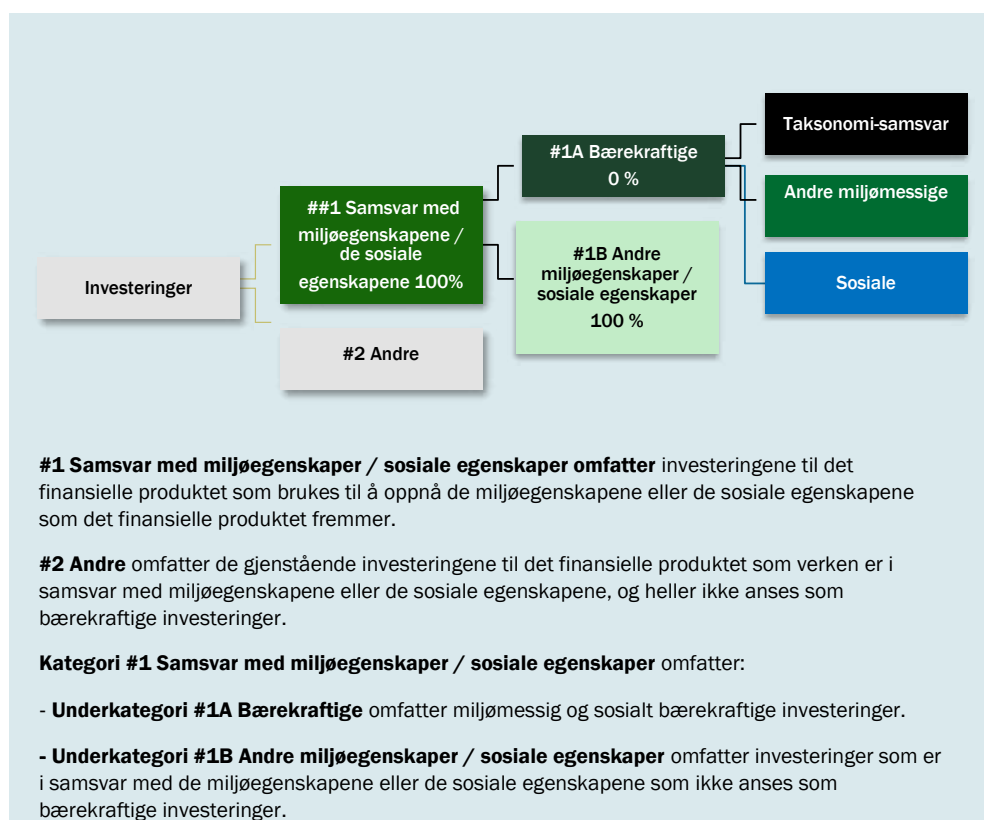 Taksonomi-samsvar
#1A Bærekraftige
0 %
Andre miljømessige
##1 Samsvar med
miljøegenskapene /
de sosiale
egenskapene 100%
#1B Andre
miljøegenskaper /
sosiale egenskaper
100 %
Sosiale
Investeringer
#2 Andre
#1 Samsvar med miljøegenskaper / sosiale egenskaper omfatter investeringene til det
finansielle produktet som brukes til å oppnå de miljøegenskapene eller de sosiale egenskapene
som det finansielle produktet fremmer.
#2 Andre omfatter de gjenstående investeringene til det finansielle produktet som verken er i
samsvar med miljøegenskapene eller de sosiale egenskapene, og heller ikke anses som
bærekraftige investeringer.
Kategori #1 Samsvar med miljøegenskaper / sosiale egenskaper omfatter:
- Underkategori #1A Bærekraftige omfatter miljømessig og sosialt bærekraftige investeringer.
- Underkategori #1B Andre miljøegenskaper / sosiale egenskaper omfatter investeringer som er
i samsvar med de miljøegenskapene eller de sosiale egenskapene som ikke anses som
bærekraftige investeringer.